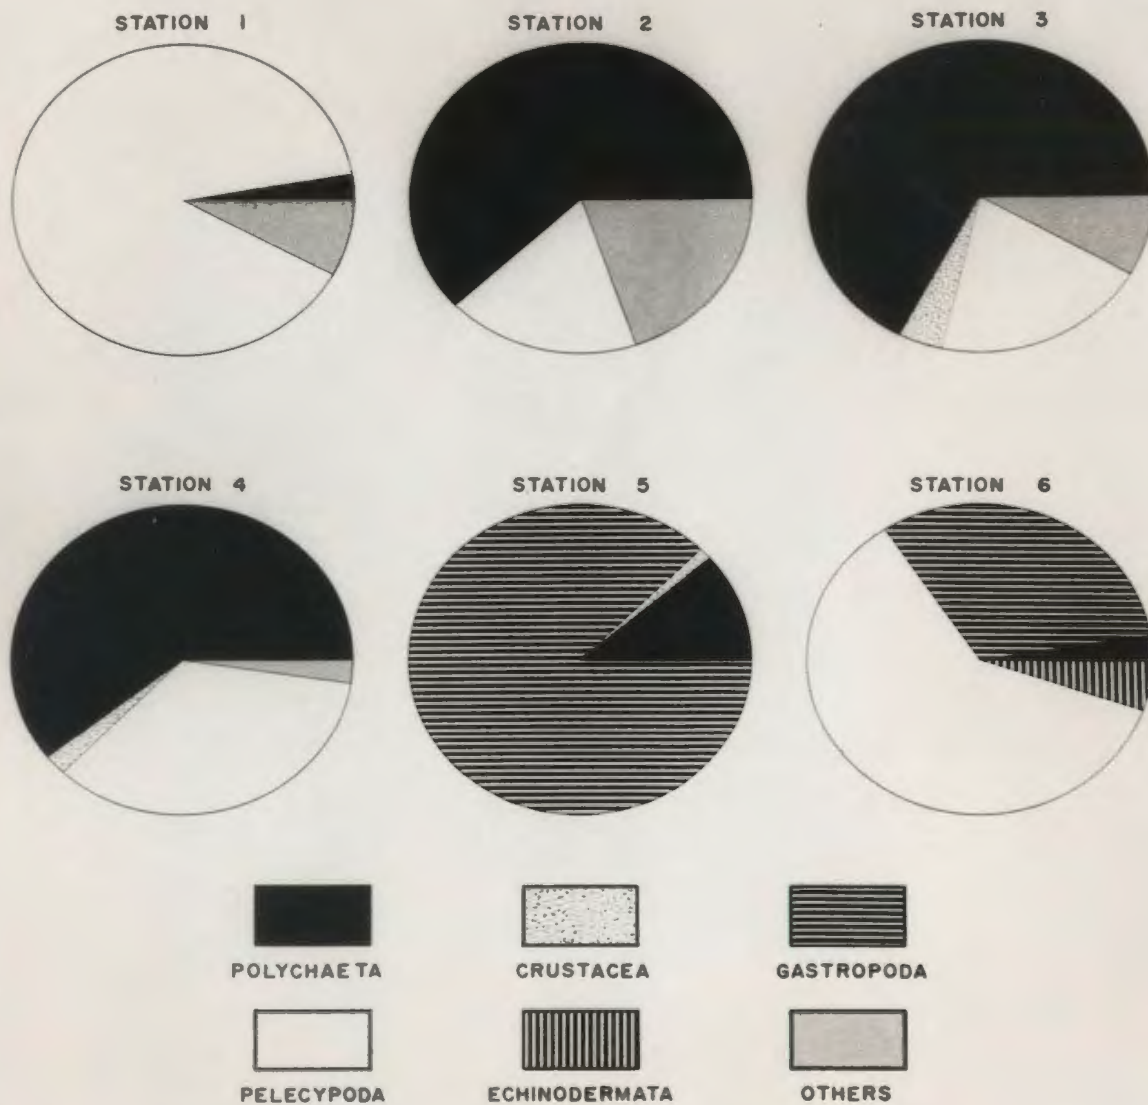 STATION 1 STATION 2 STATION 3
STATION 4 STATION 5 STATION 6
POLYCHAETA CRUSTACEA GASTROPODA
PELECYPODA ECHINODERMATA OTHERS